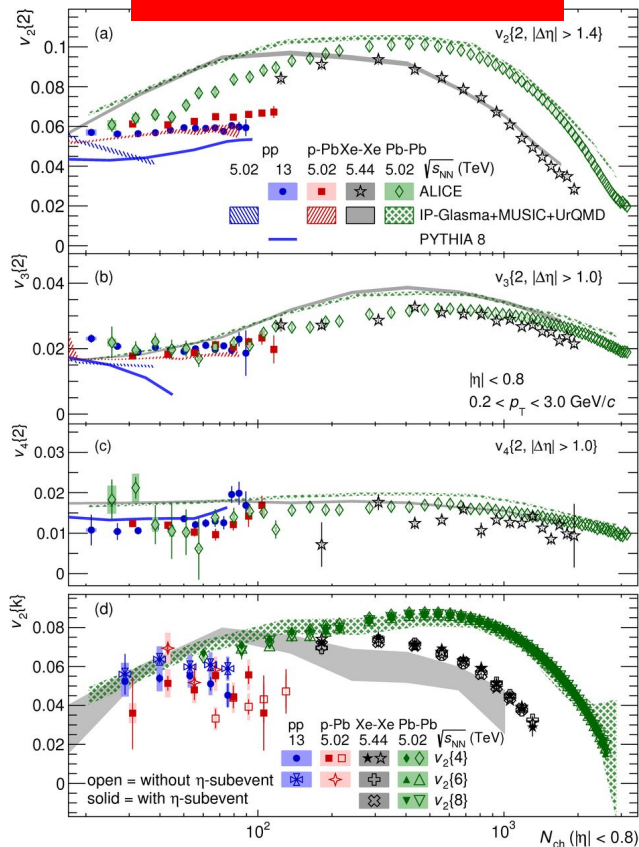 v₂{2}
(a)
v₂{2, |Δη| > 1.4}
0.1
0.08
0.06
0.04
0.02
0
pp p-Pb Xe-Xe Pb-Pb
5.02 13 5.02 5.44 5.02 √sNN (TeV)
ALICE
IP-Glasma+MUSIC+UrQMD
PYTHIA 8
v₃{2}
(b)
v₃{2, |Δη| > 1.0}
0.04
0.02
0
|η| < 0.8
0.2 < pT < 3.0 GeV/c
v₄{2}
(c)
v₄{2, |Δη| > 1.0}
0.03
0.02
0.01
0
v₂{k}
(d)
0.08
0.06
0.04
0.02
0
pp p-Pb Xe-Xe Pb-Pb
13 5.02 5.44 5.02 √sNN (TeV)
v₂{4}
v₂{6}
v₂{8}
open = without η-subevent
solid = with η-subevent
10² 10³
Nch (|η| < 0.8)